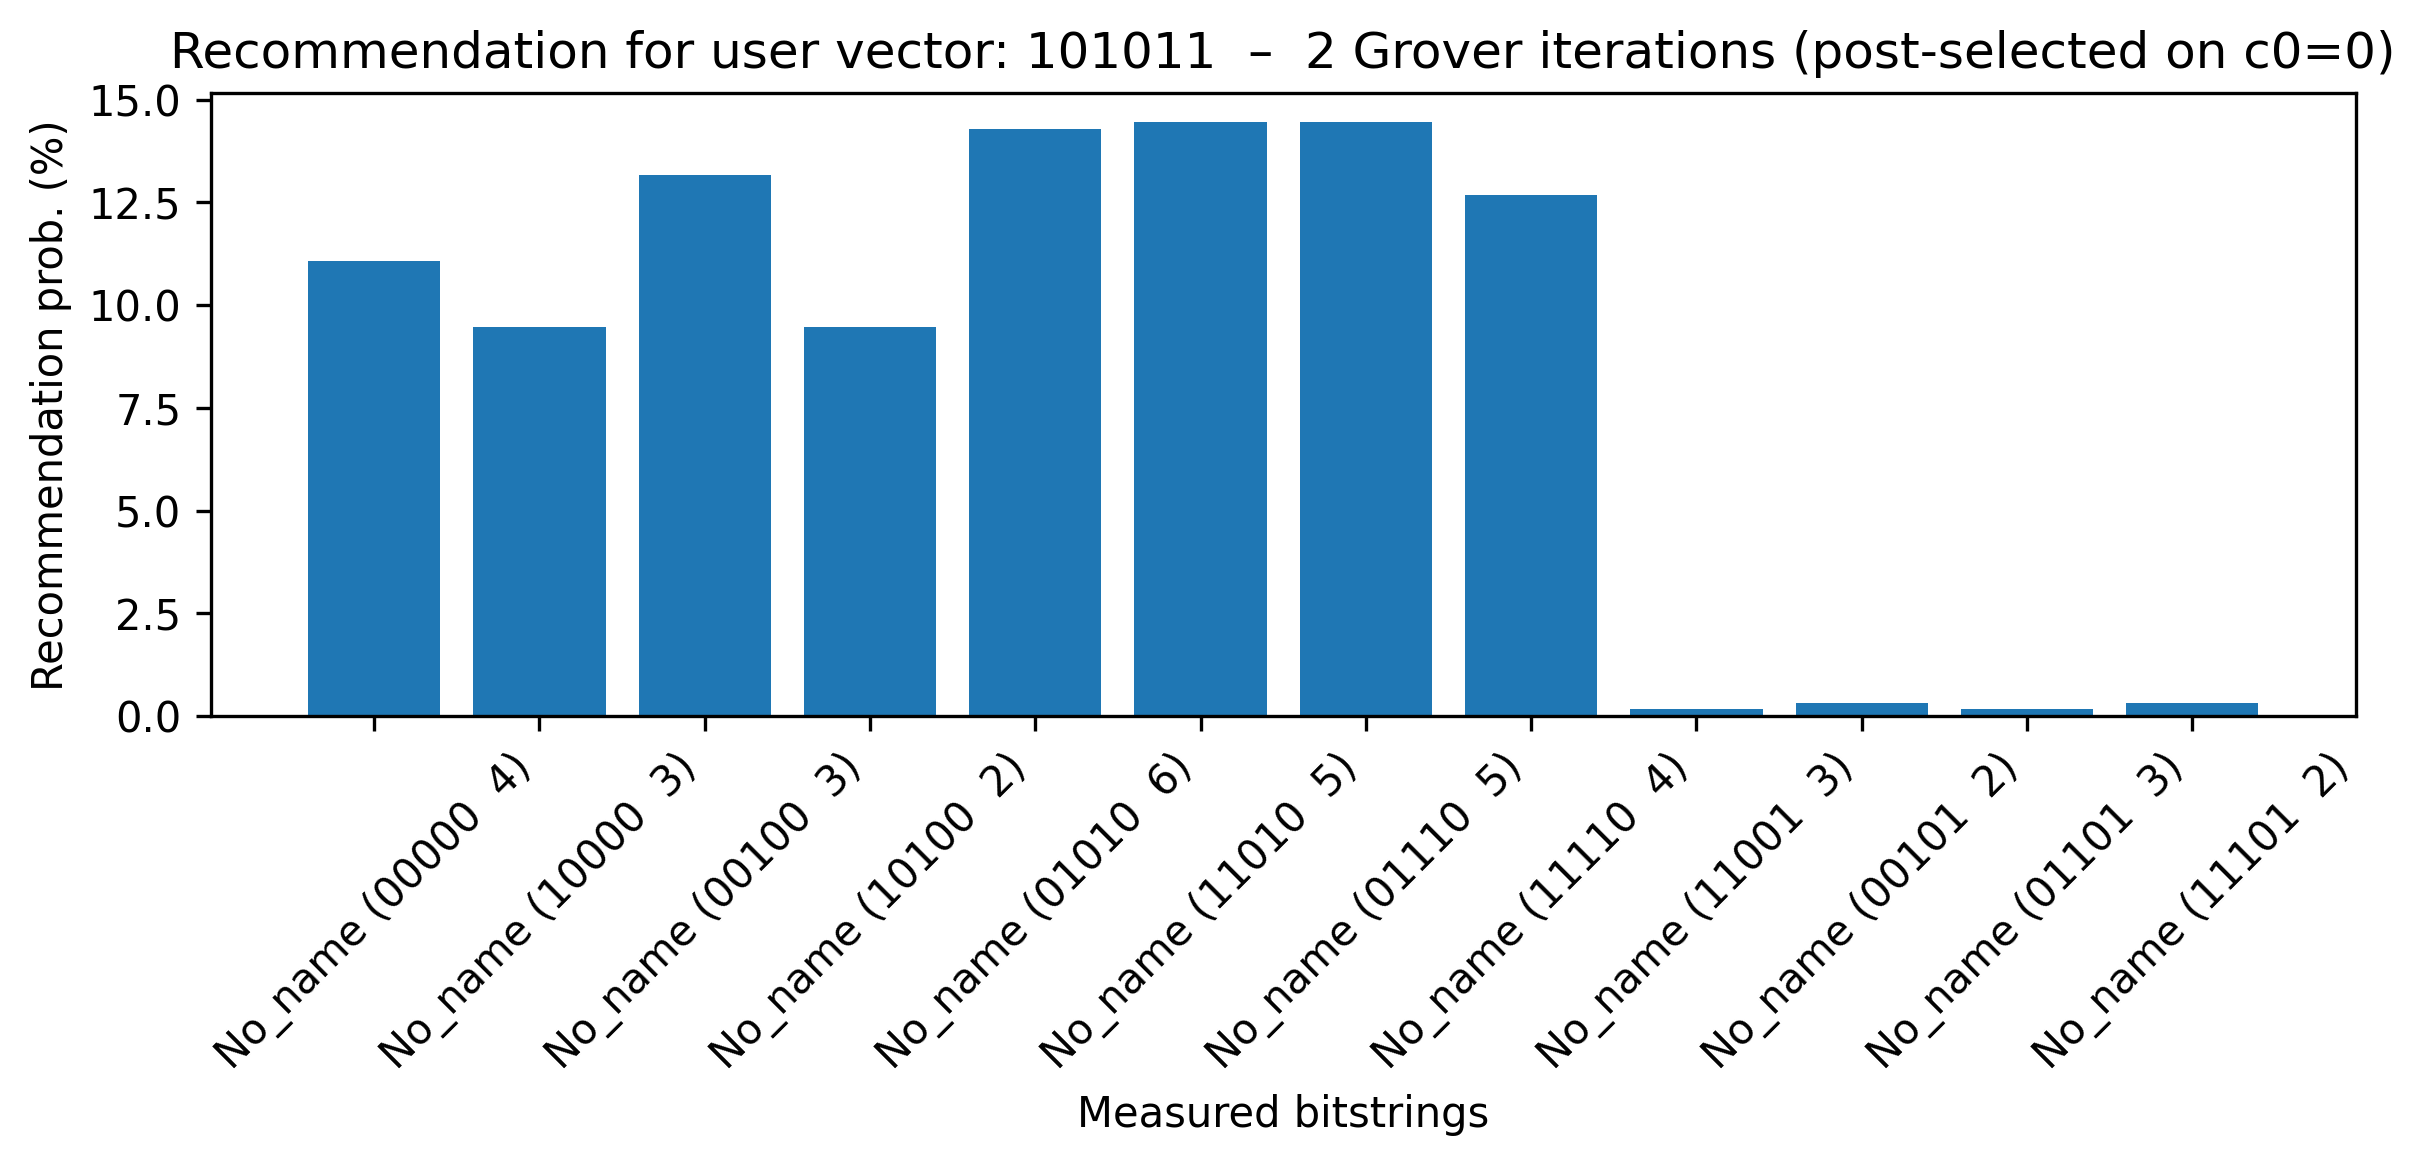 Recommendation for user vector: 101011 – 2 Grover iterations (post-selected on c0=0)
Recommendation prob. (%)
15.0
12.5
10.0
7.5
5.0
2.5
0.0
No_name (00000 4)
No_name (10000 3)
No_name (00100 3)
No_name (10100 2)
No_name (01010 6)
No_name (11010 5)
No_name (01110 5)
No_name (11110 4)
No_name (11001 3)
No_name (00101 2)
No_name (01101 3)
No_name (11101 2)
Measured bitstrings